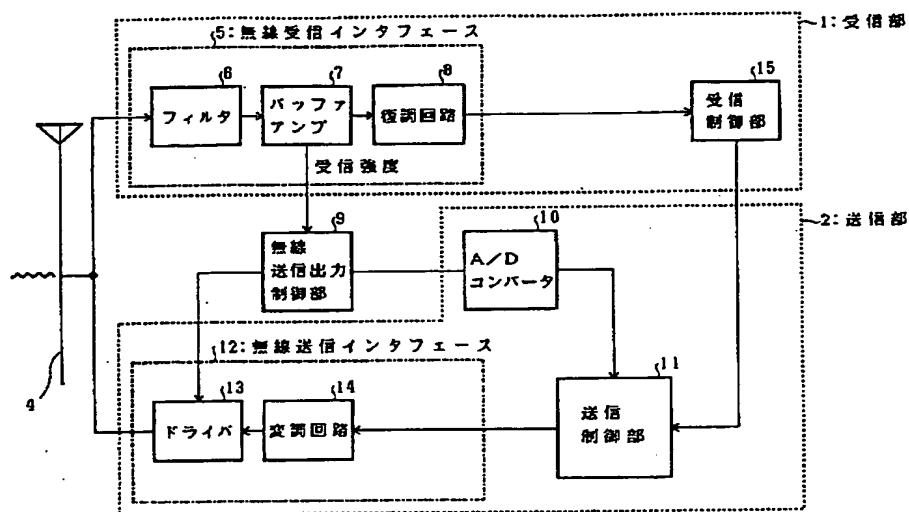 1:受信部
5:無線受信インタフェース
6
フィルタ
7
バッファ
アンプ
8
復調回路
15
受信
制御部
受信強度
2:送信部
9
無線
送信出力
制御部
10
A/D
コンバータ
12:無線送信インタフェース
4
13
ドライバ
14
変調回路
11
送信
制御部